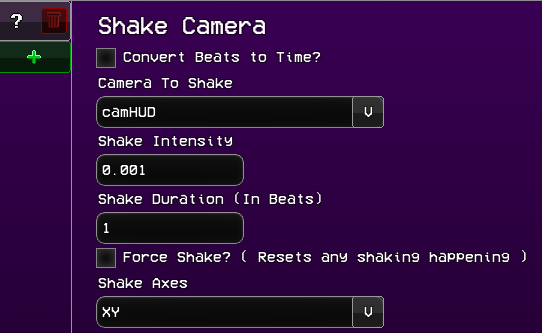 Shake Camera
?
Convert Beats to Time?
+
Camera To Shake
camHUD
V
Shake Intensity
0.001
Shake Duration (In Beats)
1
Force Shake? ( Resets any shaking happening )
Shake Axes
XY
V